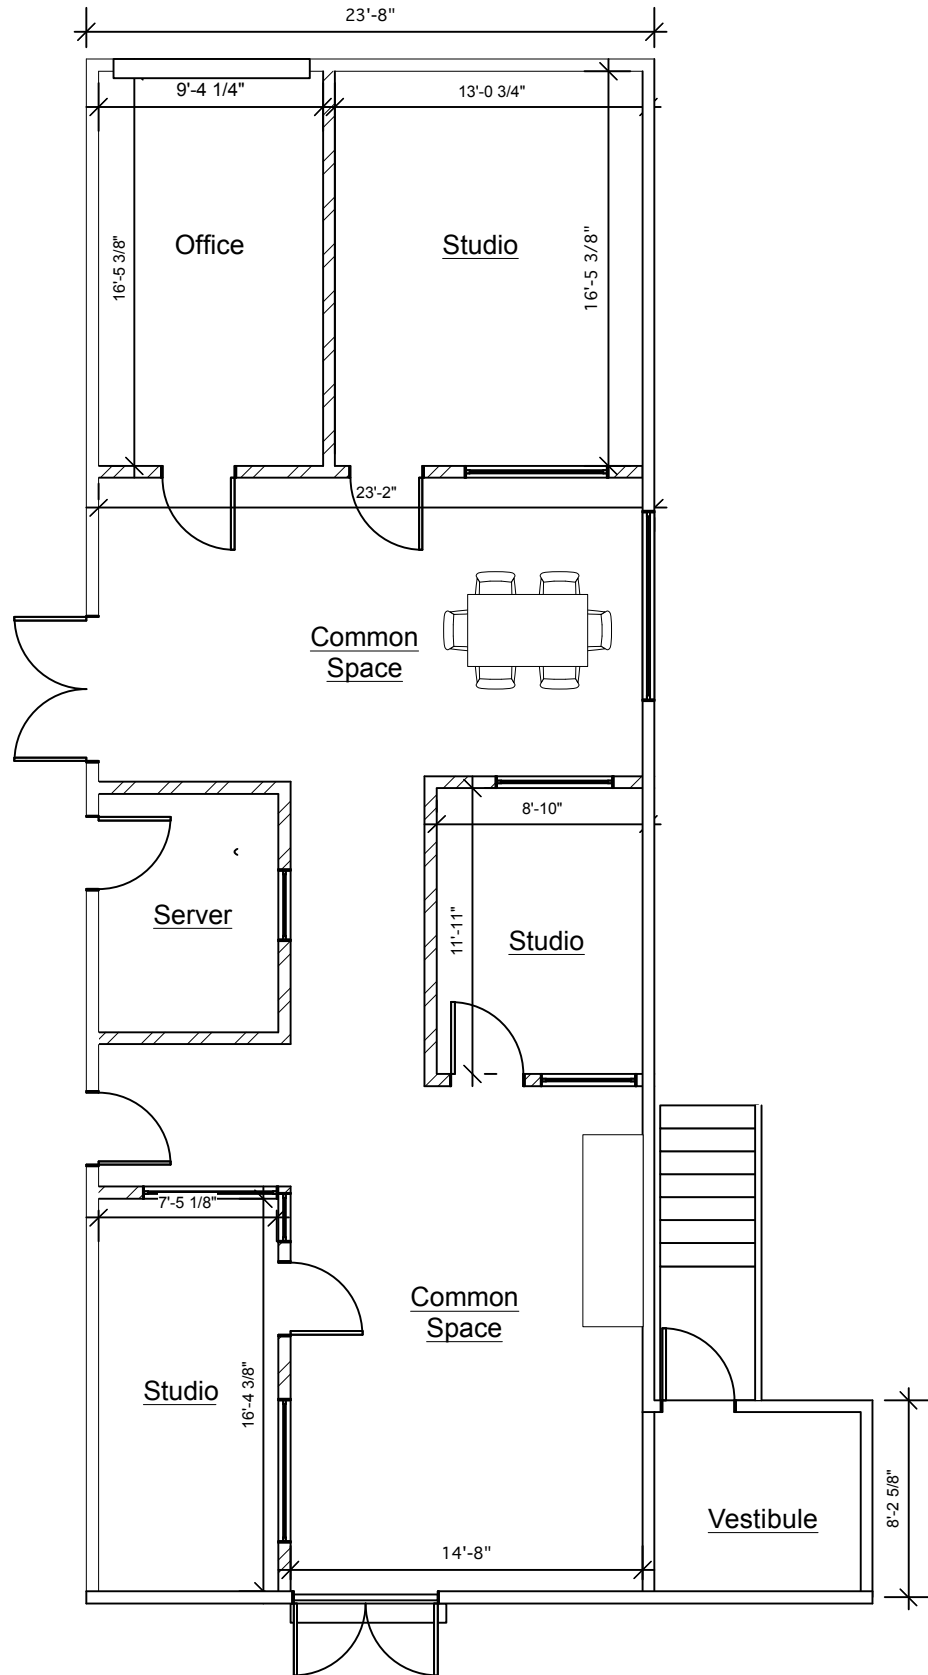 23'-8"
9'-4 1/4"
13'-0 3/4"
16'-5 3/8"
Office
Studio
16'-5 3/8"
23'-2"
Common
Space
8'-10"
Server
11'-11"
Studio
7'-5 1/8"
Common
Space
Studio
16'-4 3/8"
Vestibule
8'-2 5/8"
14'-8"